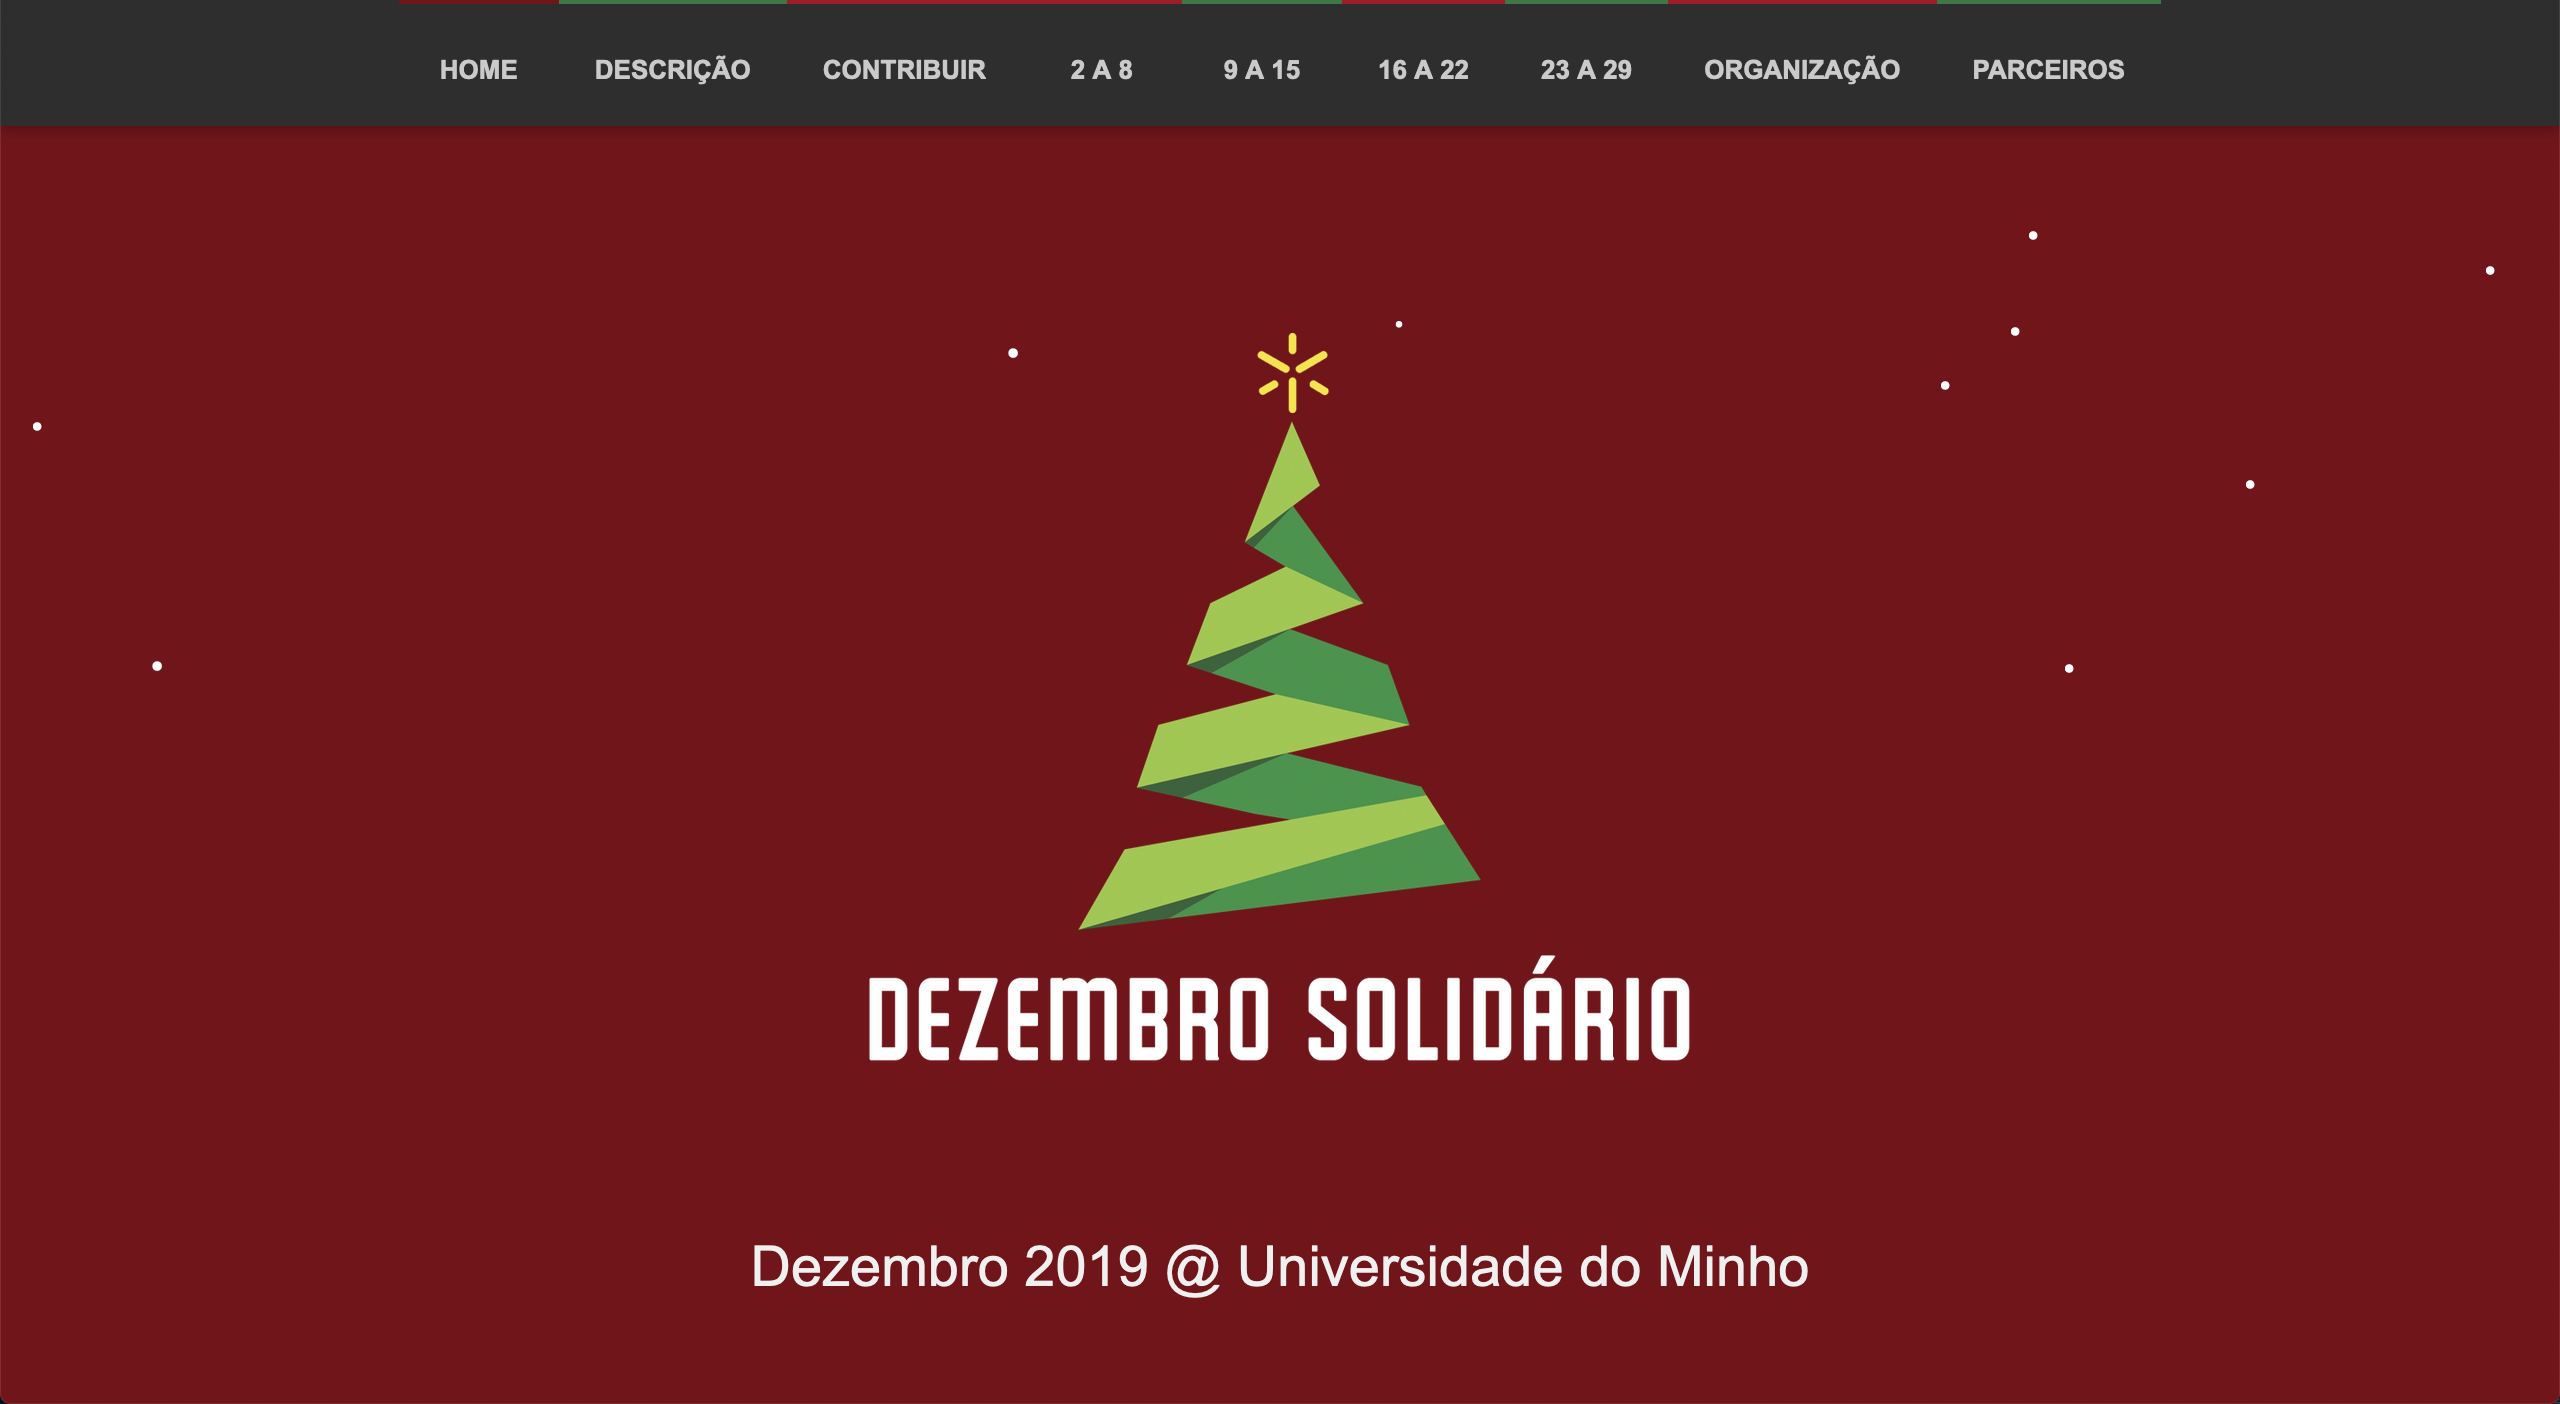 HOME DESCRIÇÃO CONTRIBUIR 2 A 8 9 A 15 16 A 22 23 A 29 ORGANIZAÇÃO PARCEIROS
DEZEMBRO SOLIDÁRIO
Dezembro 2019 @ Universidade do Minho